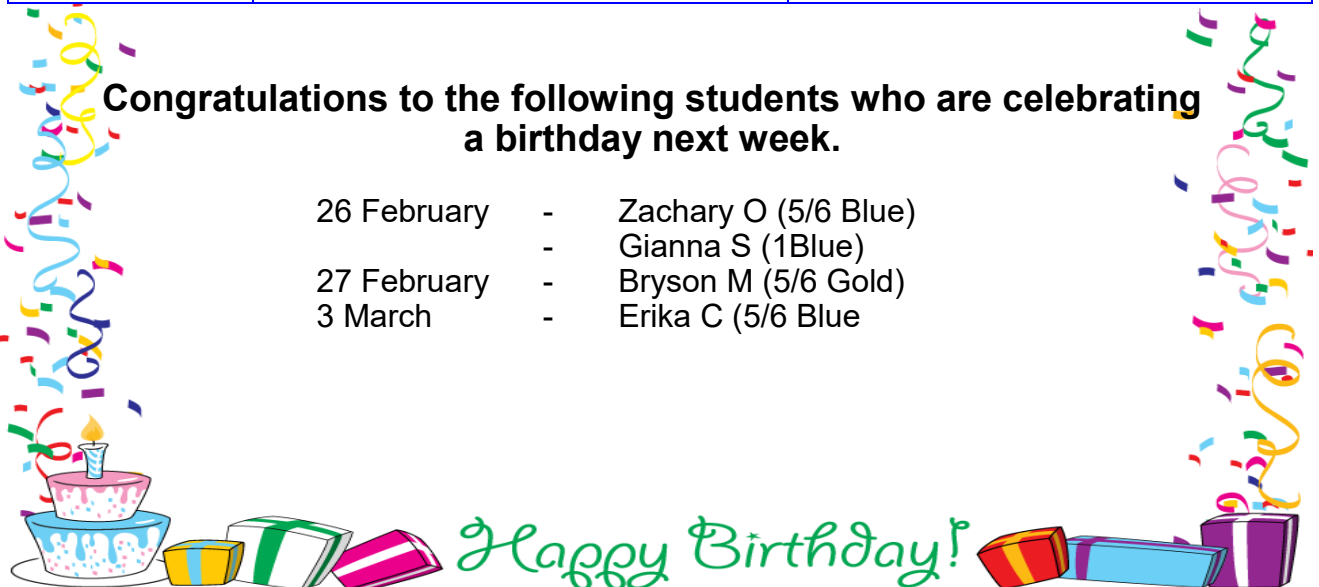 Congratulations to the following students who are celebrating
a birthday next week.
26 February - Zachary O (5/6 Blue)
- Gianna S (1Blue)
27 February - Bryson M (5/6 Gold)
3 March - Erika C (5/6 Blue
Happy Birthday!